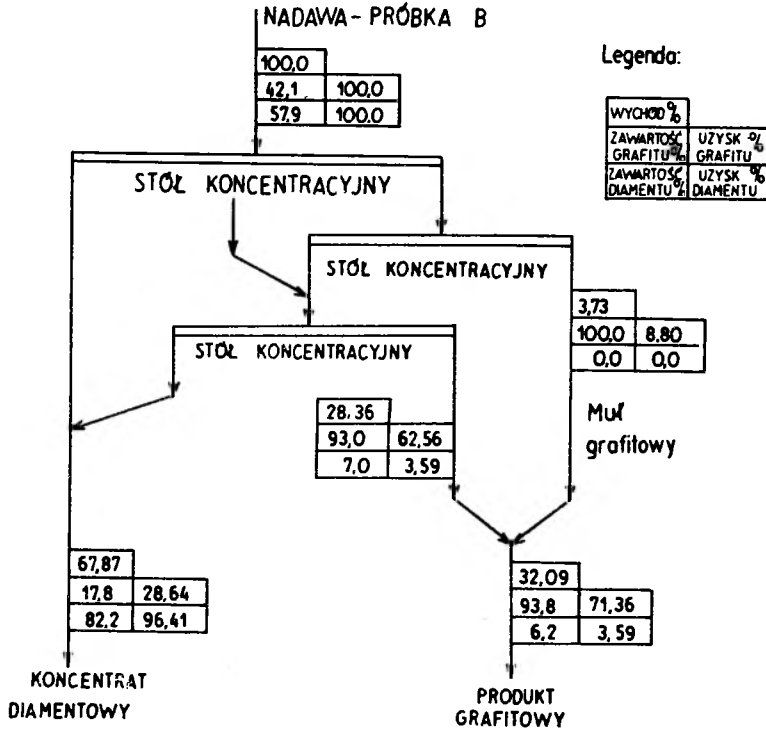 NADAWA - PRÓBKA B
100,0
42,1 100,0
57,9 100,0
Legenda:
WYCHÓD %
ZAWARTOŚĆ GRAFITU % UZYSK % GRAFITU
ZAWARTOŚĆ DIAMENTU % UZYSK % DIAMENTU
STÓŁ KONCENTRACYJNY
STÓŁ KONCENTRACYJNY
3,73
100,0 8,80
0,0 0,0
STÓŁ KONCENTRACYJNY
Muł
grafitowy
28,36
93,0 62,56
7,0 3,59
67,87
17,8 28,64
82,2 96,41
32,09
93,8 71,36
6,2 3,59
KONCENTRAT
DIAMENTOWY
PRODUKT
GRAFITOWY